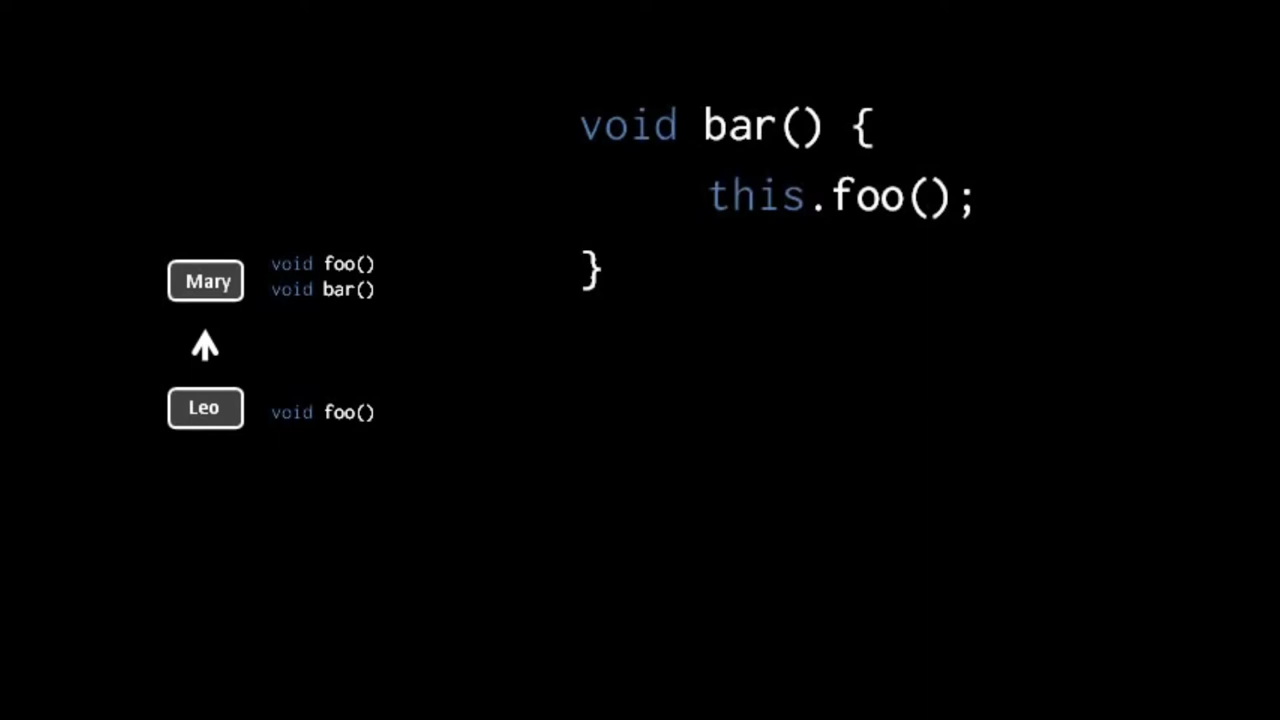 void bar() {
this.foo();
}
Mary
void foo()
void bar()
Leo
void foo()